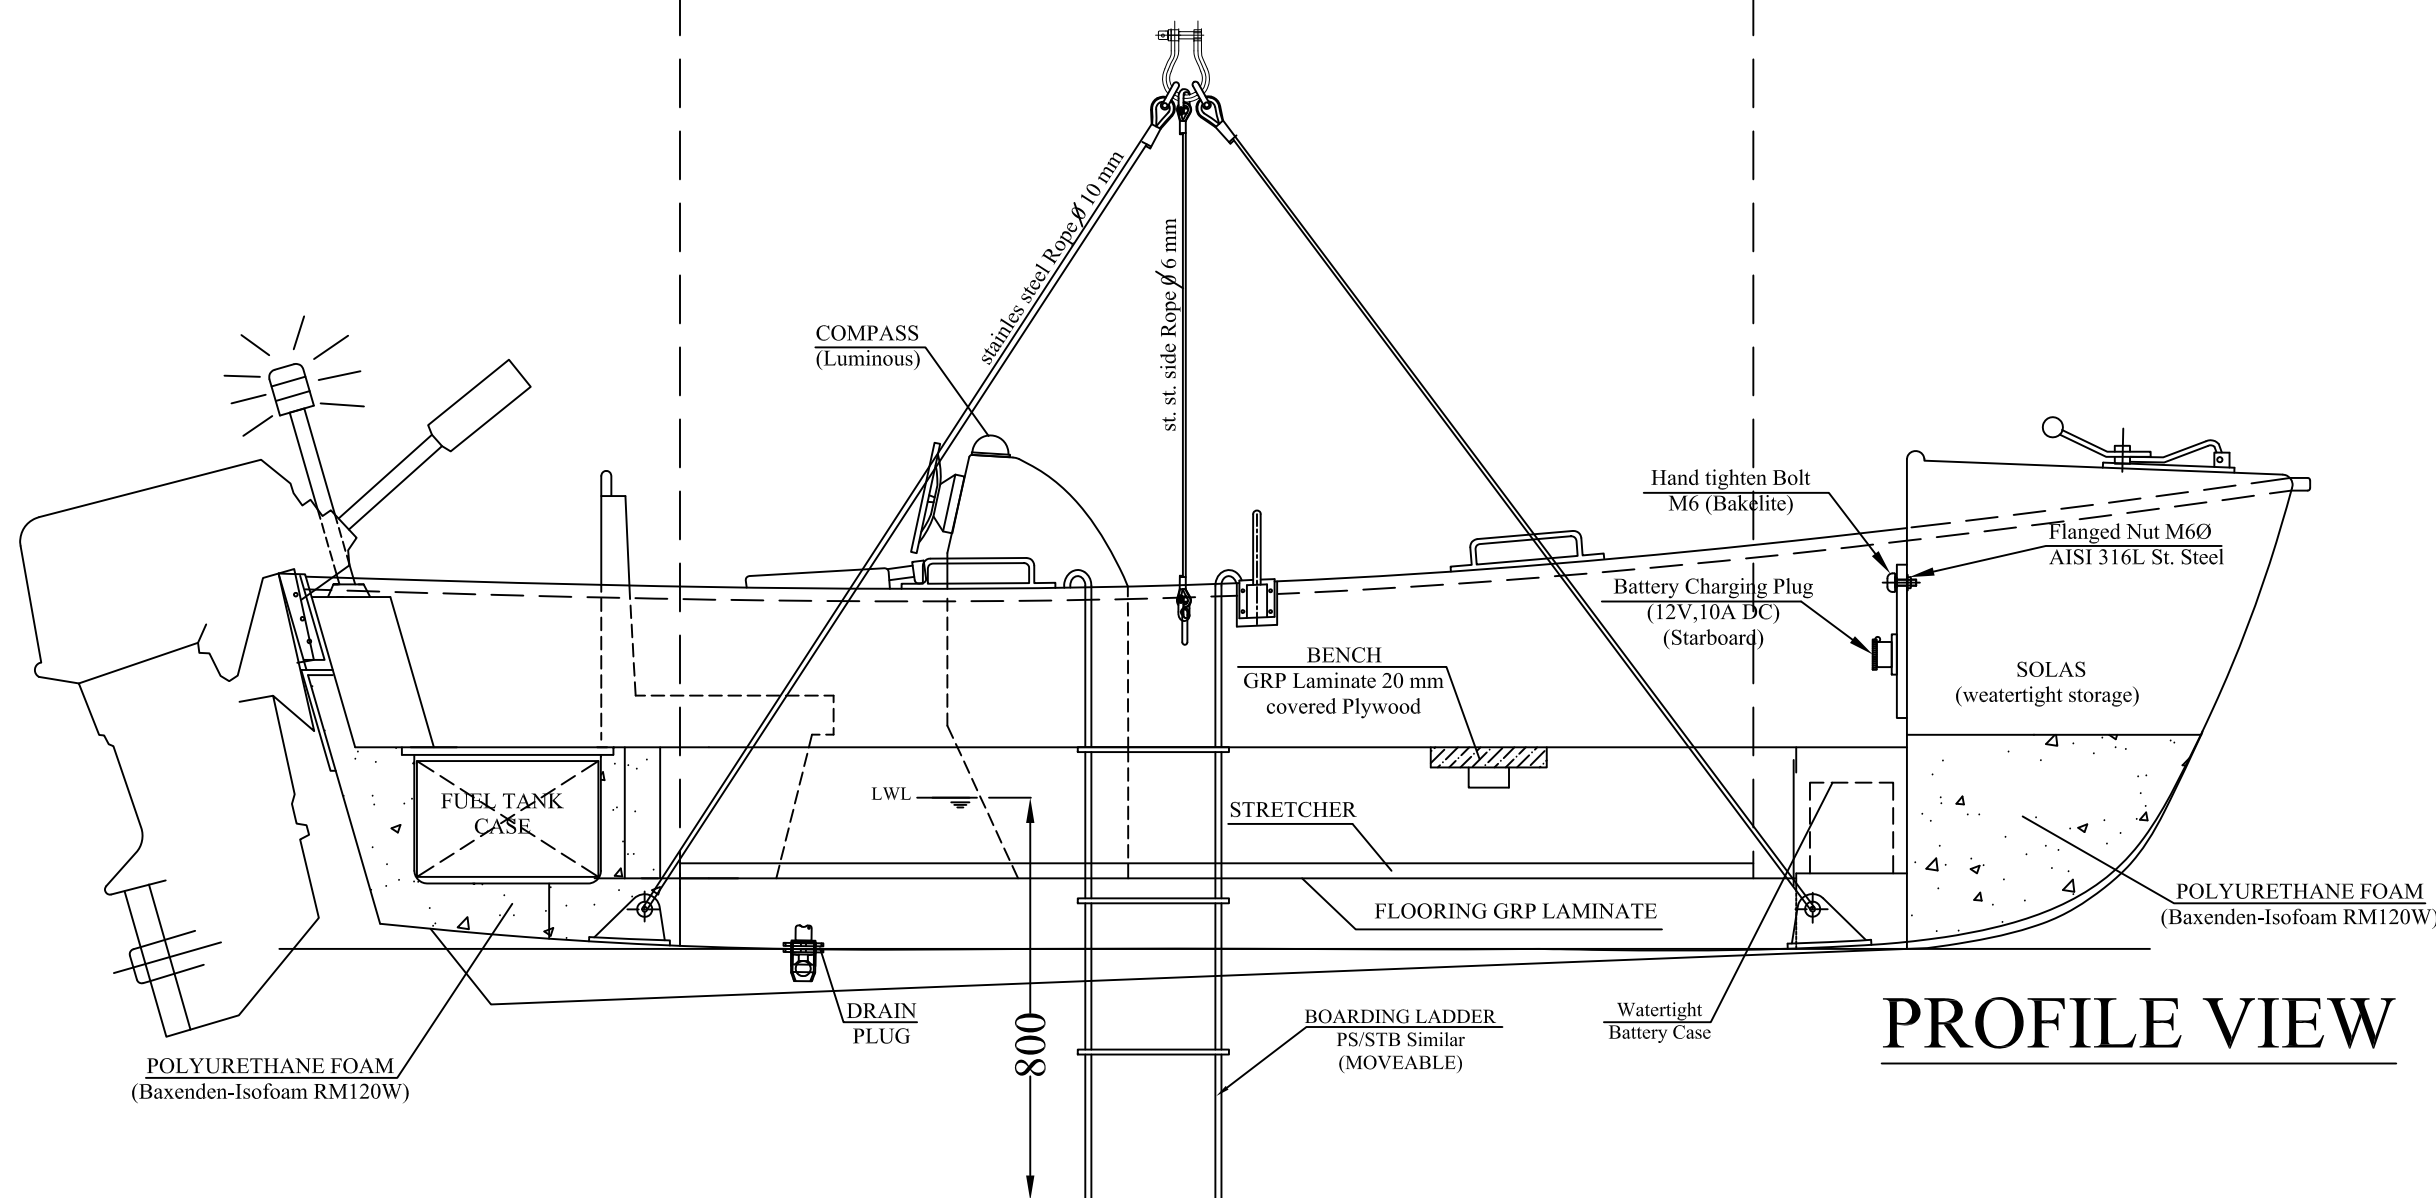 stainles steel Rope Ø 10 mm
st. st. side Rope Ø 6 mm
COMPASS
(Luminous)
Hand tighten Bolt
M6 (Bakelite)
Flanged Nut M6Ø
AISI 316L St. Steel
Battery Charging Plug
(12V,10A DC)
(Starboard)
BENCH
GRP Laminate 20 mm
covered Plywood
SOLAS
(weatertight storage)
FUEL TANK
CASE
LWL
STRETCHER
FLOORING GRP LAMINATE
POLYURETHANE FOAM
(Baxenden-Isofoam RM120W)
DRAIN
PLUG
800
BOARDING LADDER
PS/STB Similar
(MOVEABLE)
Watertight
Battery Case
PROFILE VIEW
POLYURETHANE FOAM
(Baxenden-Isofoam RM120W)